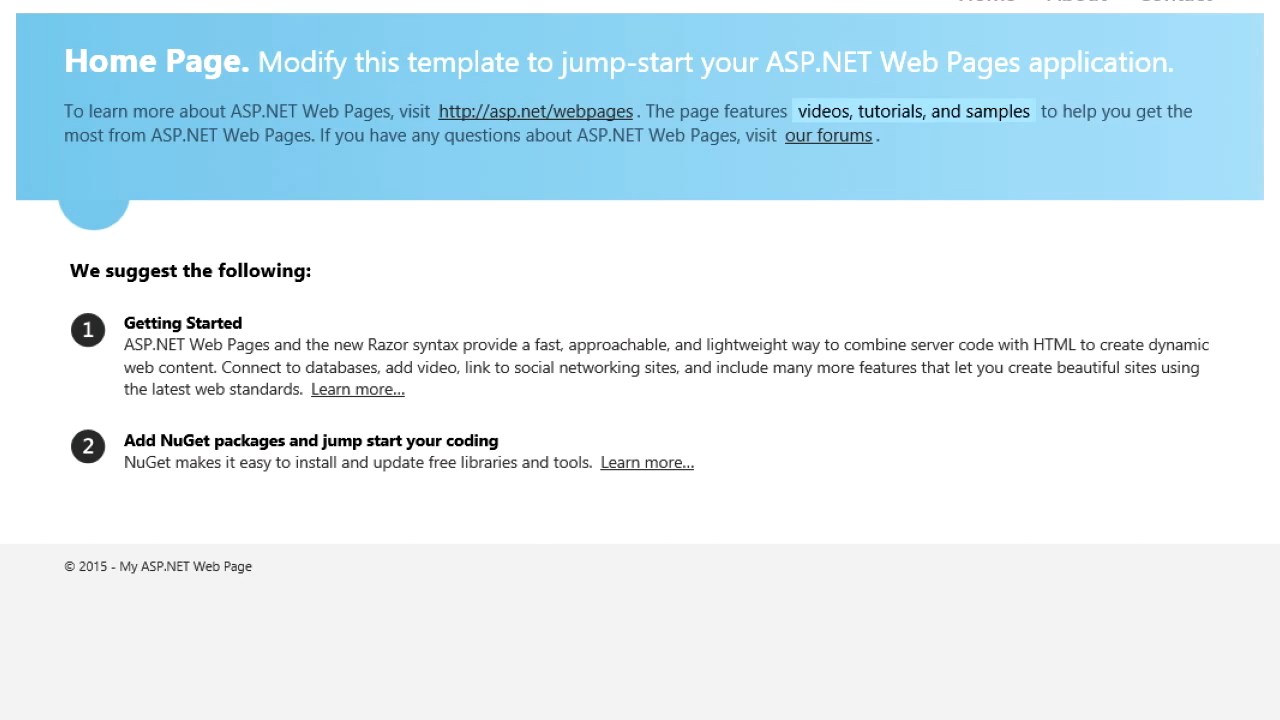 Home Page. Modify this template to jump-start your ASP.NET Web Pages application.
To learn more about ASP.NET Web Pages, visit http://asp.net/webpages. The page features videos, tutorials, and samples to help you get the
most from ASP.NET Web Pages. If you have any questions about ASP.NET Web Pages, visit our forums.
We suggest the following:
1 Getting Started
ASP.NET Web Pages and the new Razor syntax provide a fast, approachable, and lightweight way to combine server code with HTML to create dynamic
web content. Connect to databases, add video, link to social networking sites, and include many more features that let you create beautiful sites using
the latest web standards. Learn more...
2 Add NuGet packages and jump start your coding
NuGet makes it easy to install and update free libraries and tools. Learn more...
© 2015 - My ASP.NET Web Page